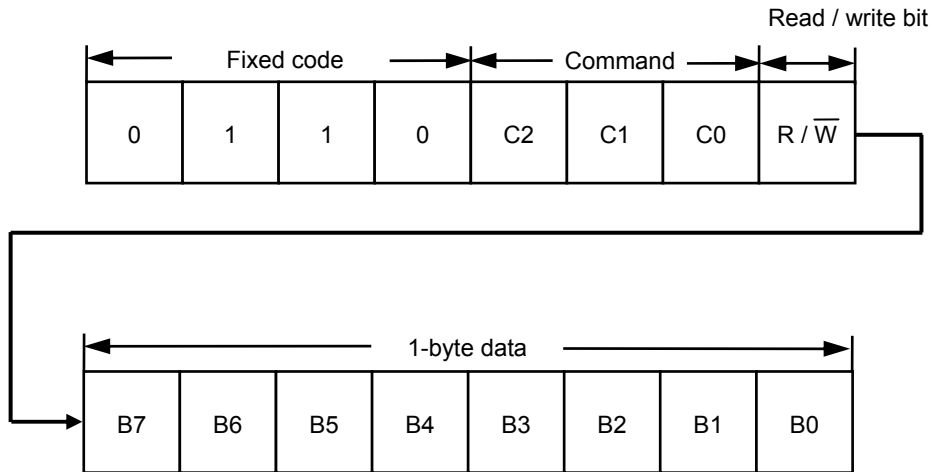 Read / write bit
Fixed code Command
0 1 1 0 C2 C1 C0 R / W̅
1-byte data
B7 B6 B5 B4 B3 B2 B1 B0